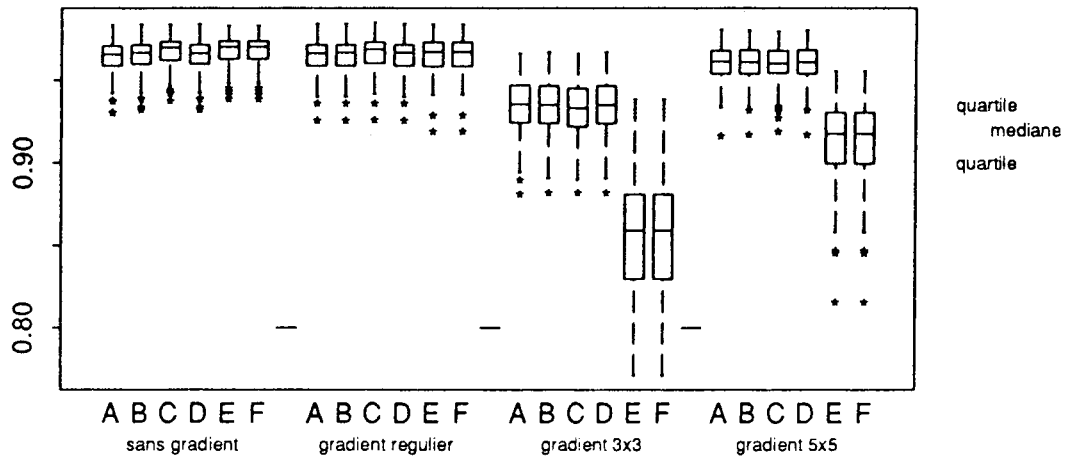 0.90
0.80
quartile
mediane
quartile
A B C D E F A B C D E F A B C D E F A B C D E F
sans gradient gradient regulier gradient 3x3 gradient 5x5